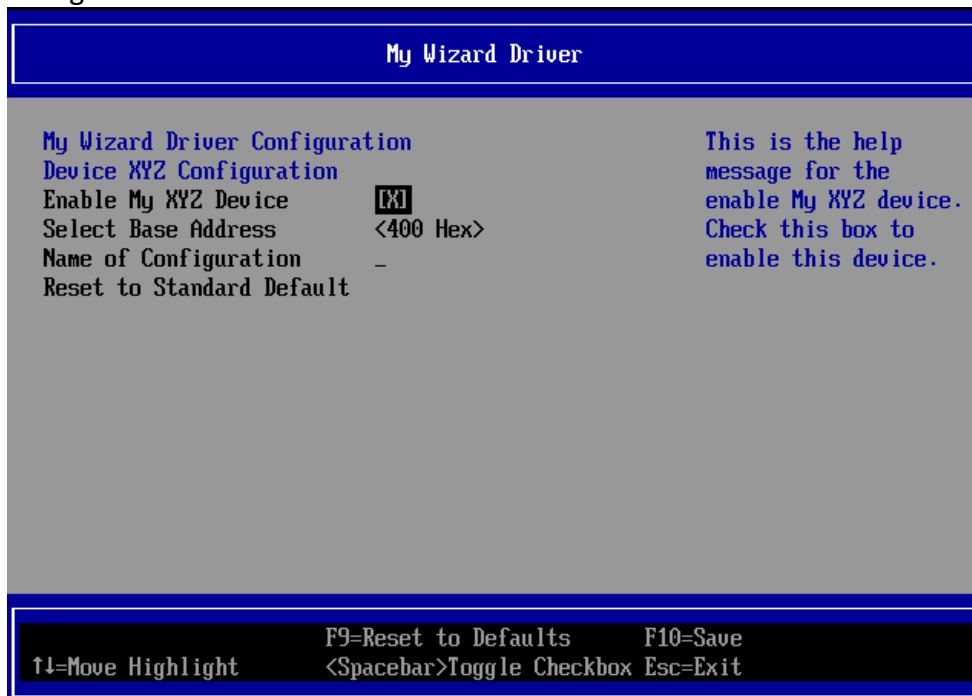 My Wizard Driver
My Wizard Driver Configuration
Device XYZ Configuration
Enable My XYZ Device [X]
Select Base Address <400 Hex>
Name of Configuration _
Reset to Standard Default
This is the help
message for the
enable My XYZ device.
Check this box to
enable this device.
F9=Reset to Defaults F10=Save
↑↓=Move Highlight <Spacebar>Toggle Checkbox Esc=Exit